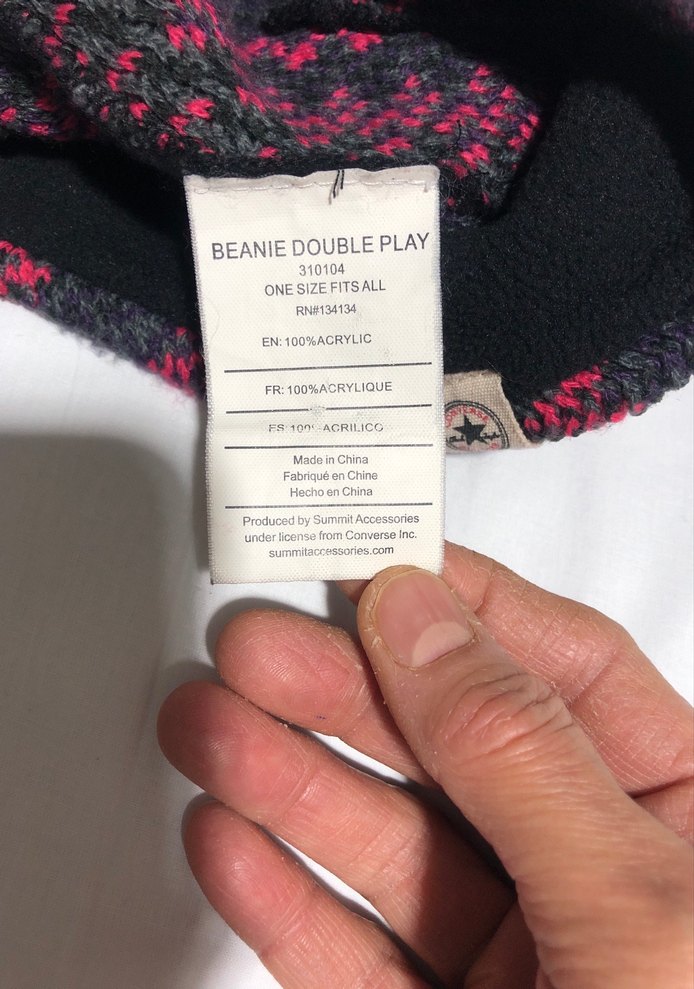 BEANIE DOUBLE PLAY
310104
ONE SIZE FITS ALL
RN#134134
EN: 100%ACRYLIC
FR: 100%ACRYLIQUE
ES: 100% ACRILICO
Made in China
Fabriqué en Chine
Hecho en China
Produced by Summit Accessories
under license from Converse Inc.
summitaccessories.com
CONVERSE